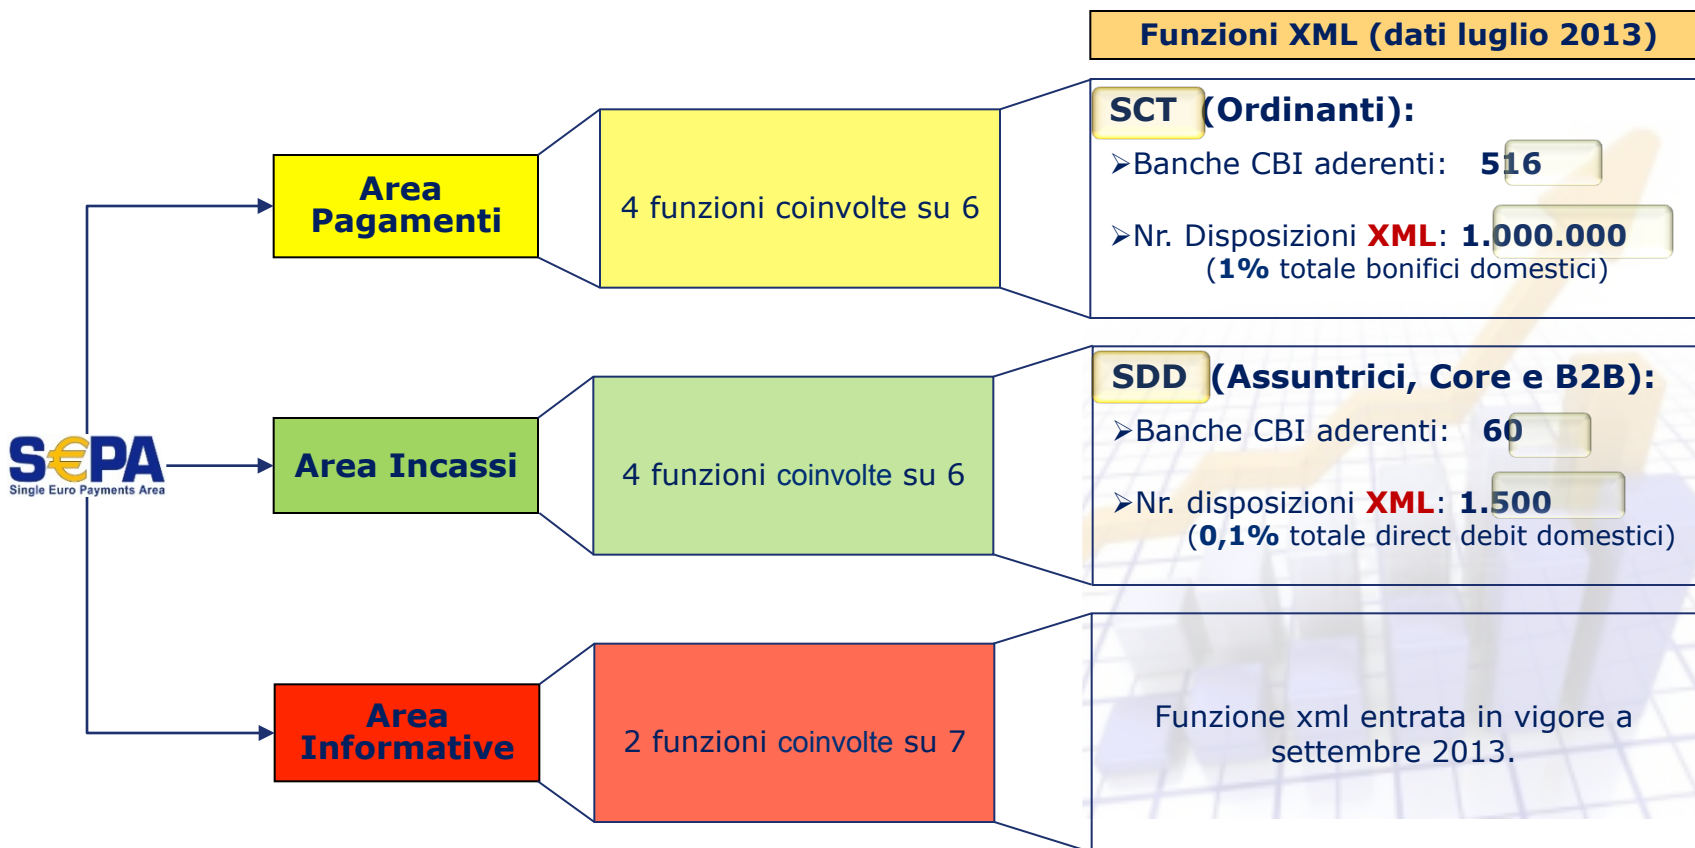 Funzioni XML (dati luglio 2013)
Area
Pagamenti
4 funzioni coinvolte su 6
SCT (Ordinanti):
➢Banche CBI aderenti: 516
➢Nr. Disposizioni XML: 1.000.000
(1% totale bonifici domestici)
S€PA
Single Euro Payments Area
Area Incassi
4 funzioni coinvolte su 6
SDD (Assuntrici, Core e B2B):
➢Banche CBI aderenti: 60
➢Nr. disposizioni XML: 1.500
(0,1% totale direct debit domestici)
Area
Informative
2 funzioni coinvolte su 7
Funzione xml entrata in vigore a
settembre 2013.